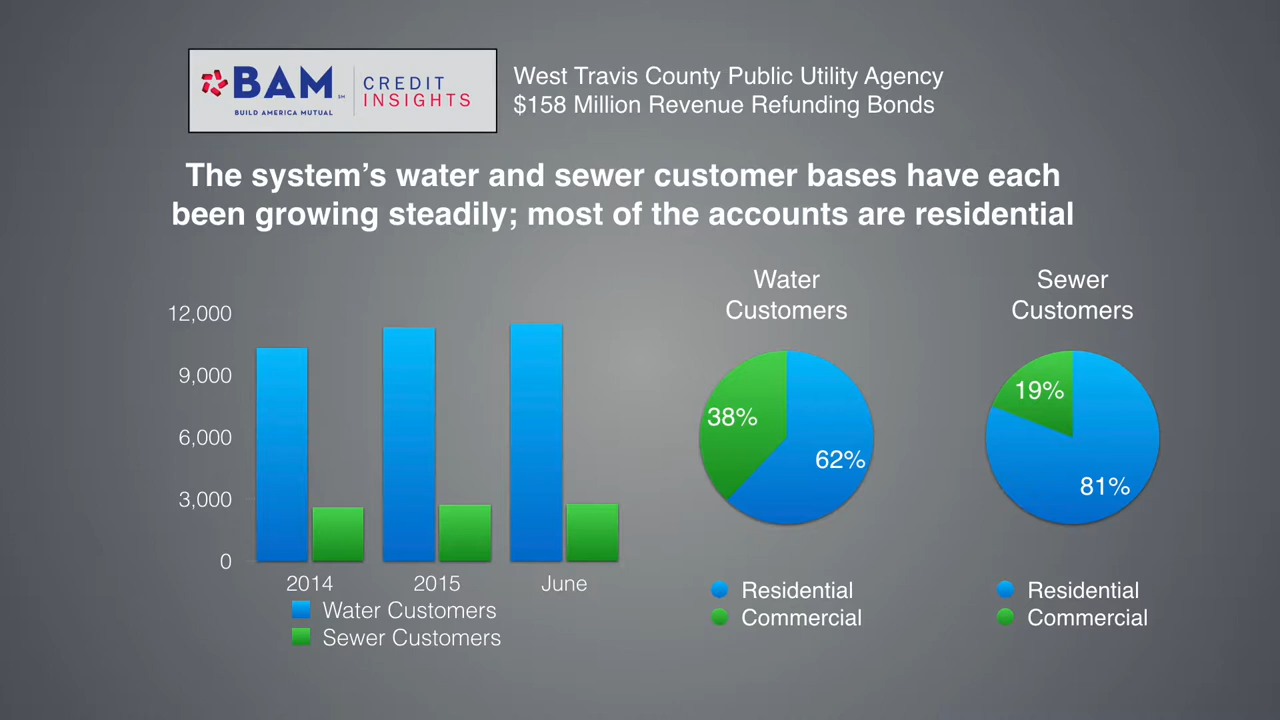 BAM SM
BUILD AMERICA MUTUAL
CREDIT
INSIGHTS
West Travis County Public Utility Agency
$158 Million Revenue Refunding Bonds
The system’s water and sewer customer bases have each
been growing steadily; most of the accounts are residential
12,000
9,000
6,000
3,000
0
2014
2015
June
Water Customers
Sewer Customers
Water
Customers
38%
62%
Residential
Commercial
Sewer
Customers
19%
81%
Residential
Commercial